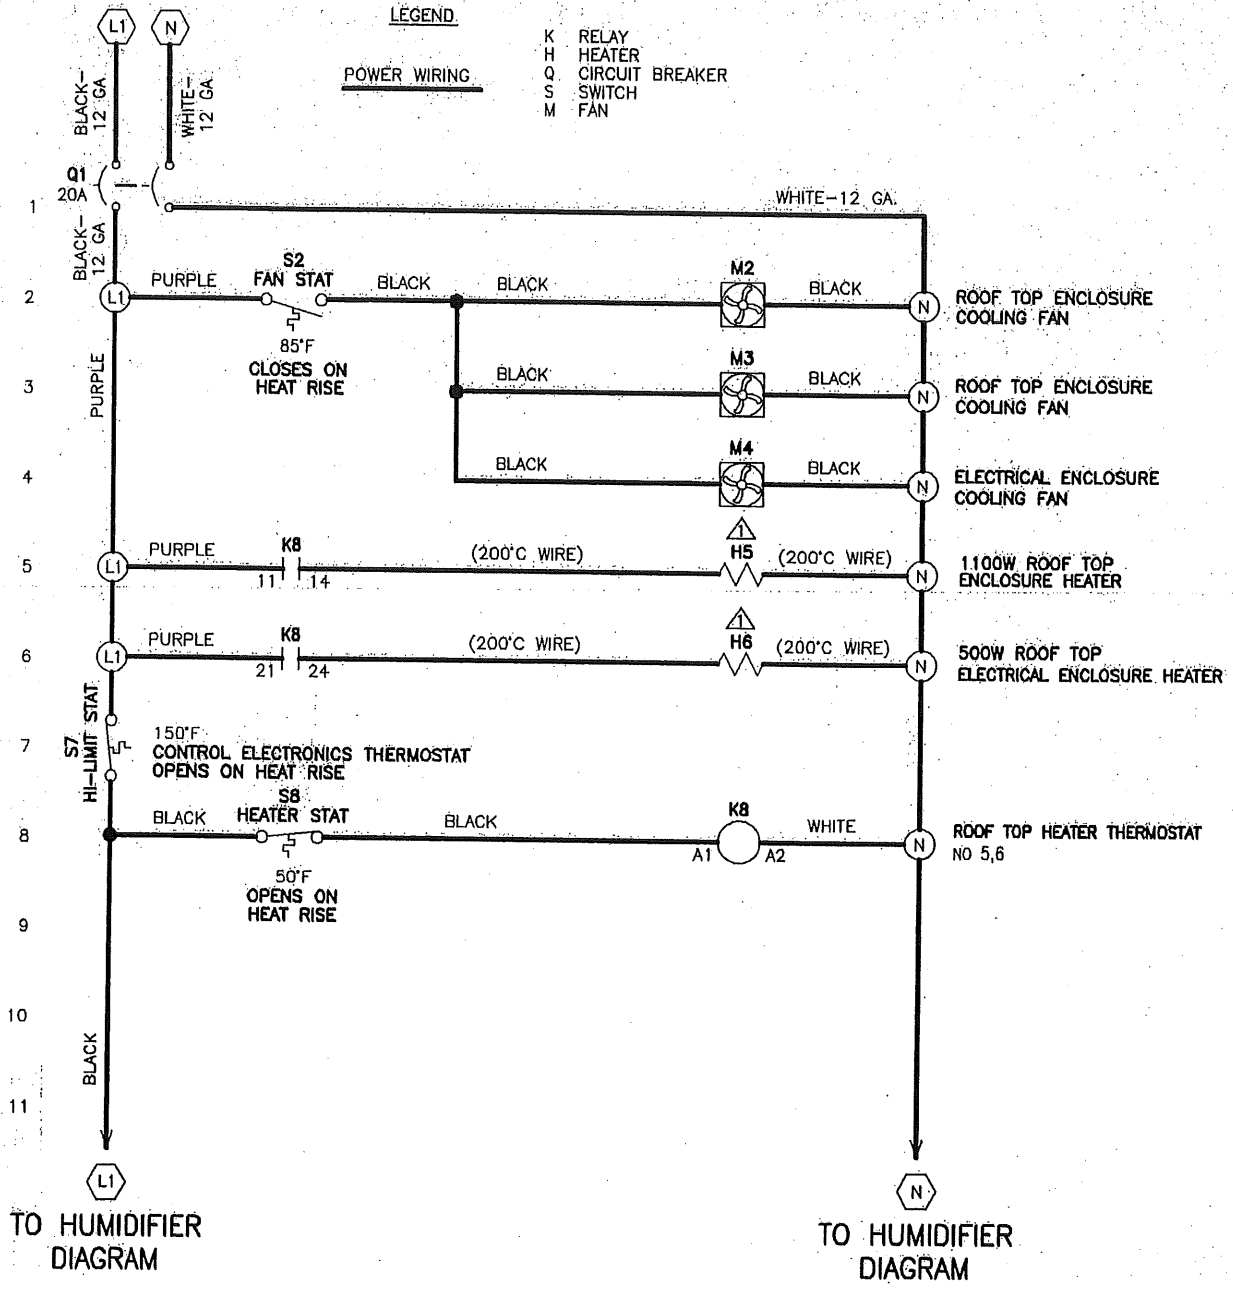 LEGEND
L1 N
K RELAY
H HEATER
POWER WIRING
Q CIRCUIT BREAKER
S SWITCH
M FAN
BLACK-
12 GA
WHITE-
12 GA
Q1
20A
1
WHITE-12 GA.
BLACK-
12 GA
2
L1
PURPLE
S2
FAN STAT
BLACK
BLACK
M2
BLACK
N
ROOF TOP ENCLOSURE
COOLING FAN
85°F
CLOSES ON
HEAT RISE
PURPLE
3
BLACK
M3
BLACK
N
ROOF TOP ENCLOSURE
COOLING FAN
4
BLACK
M4
BLACK
N
ELECTRICAL ENCLOSURE
COOLING FAN
5
L1
PURPLE
K8
11 14
(200°C WIRE)
1
H5
(200°C WIRE)
N
1100W ROOF TOP
ENCLOSURE HEATER
6
L1
PURPLE
K8
21 24
(200°C WIRE)
1
H6
(200°C WIRE)
N
500W ROOF TOP
ELECTRICAL ENCLOSURE HEATER
7
S7
HI-LIMIT STAT
150°F
CONTROL ELECTRONICS THERMOSTAT
OPENS ON HEAT RISE
8
BLACK
S8
HEATER STAT
BLACK
K8
A1 A2
WHITE
N
ROOF TOP HEATER THERMOSTAT
NO 5,6
50°F
OPENS ON
HEAT RISE
9
10
BLACK
11
L1
TO HUMIDIFIER
DIAGRAM
N
TO HUMIDIFIER
DIAGRAM